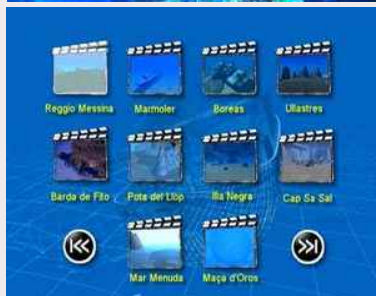 Reggio Messina
Marmoler
Boreas
Ullastres
Barda de Fito
Pota del Llop
Illa Negra
Cap Sa Sal
Mar Menuda
Maça d'Oros